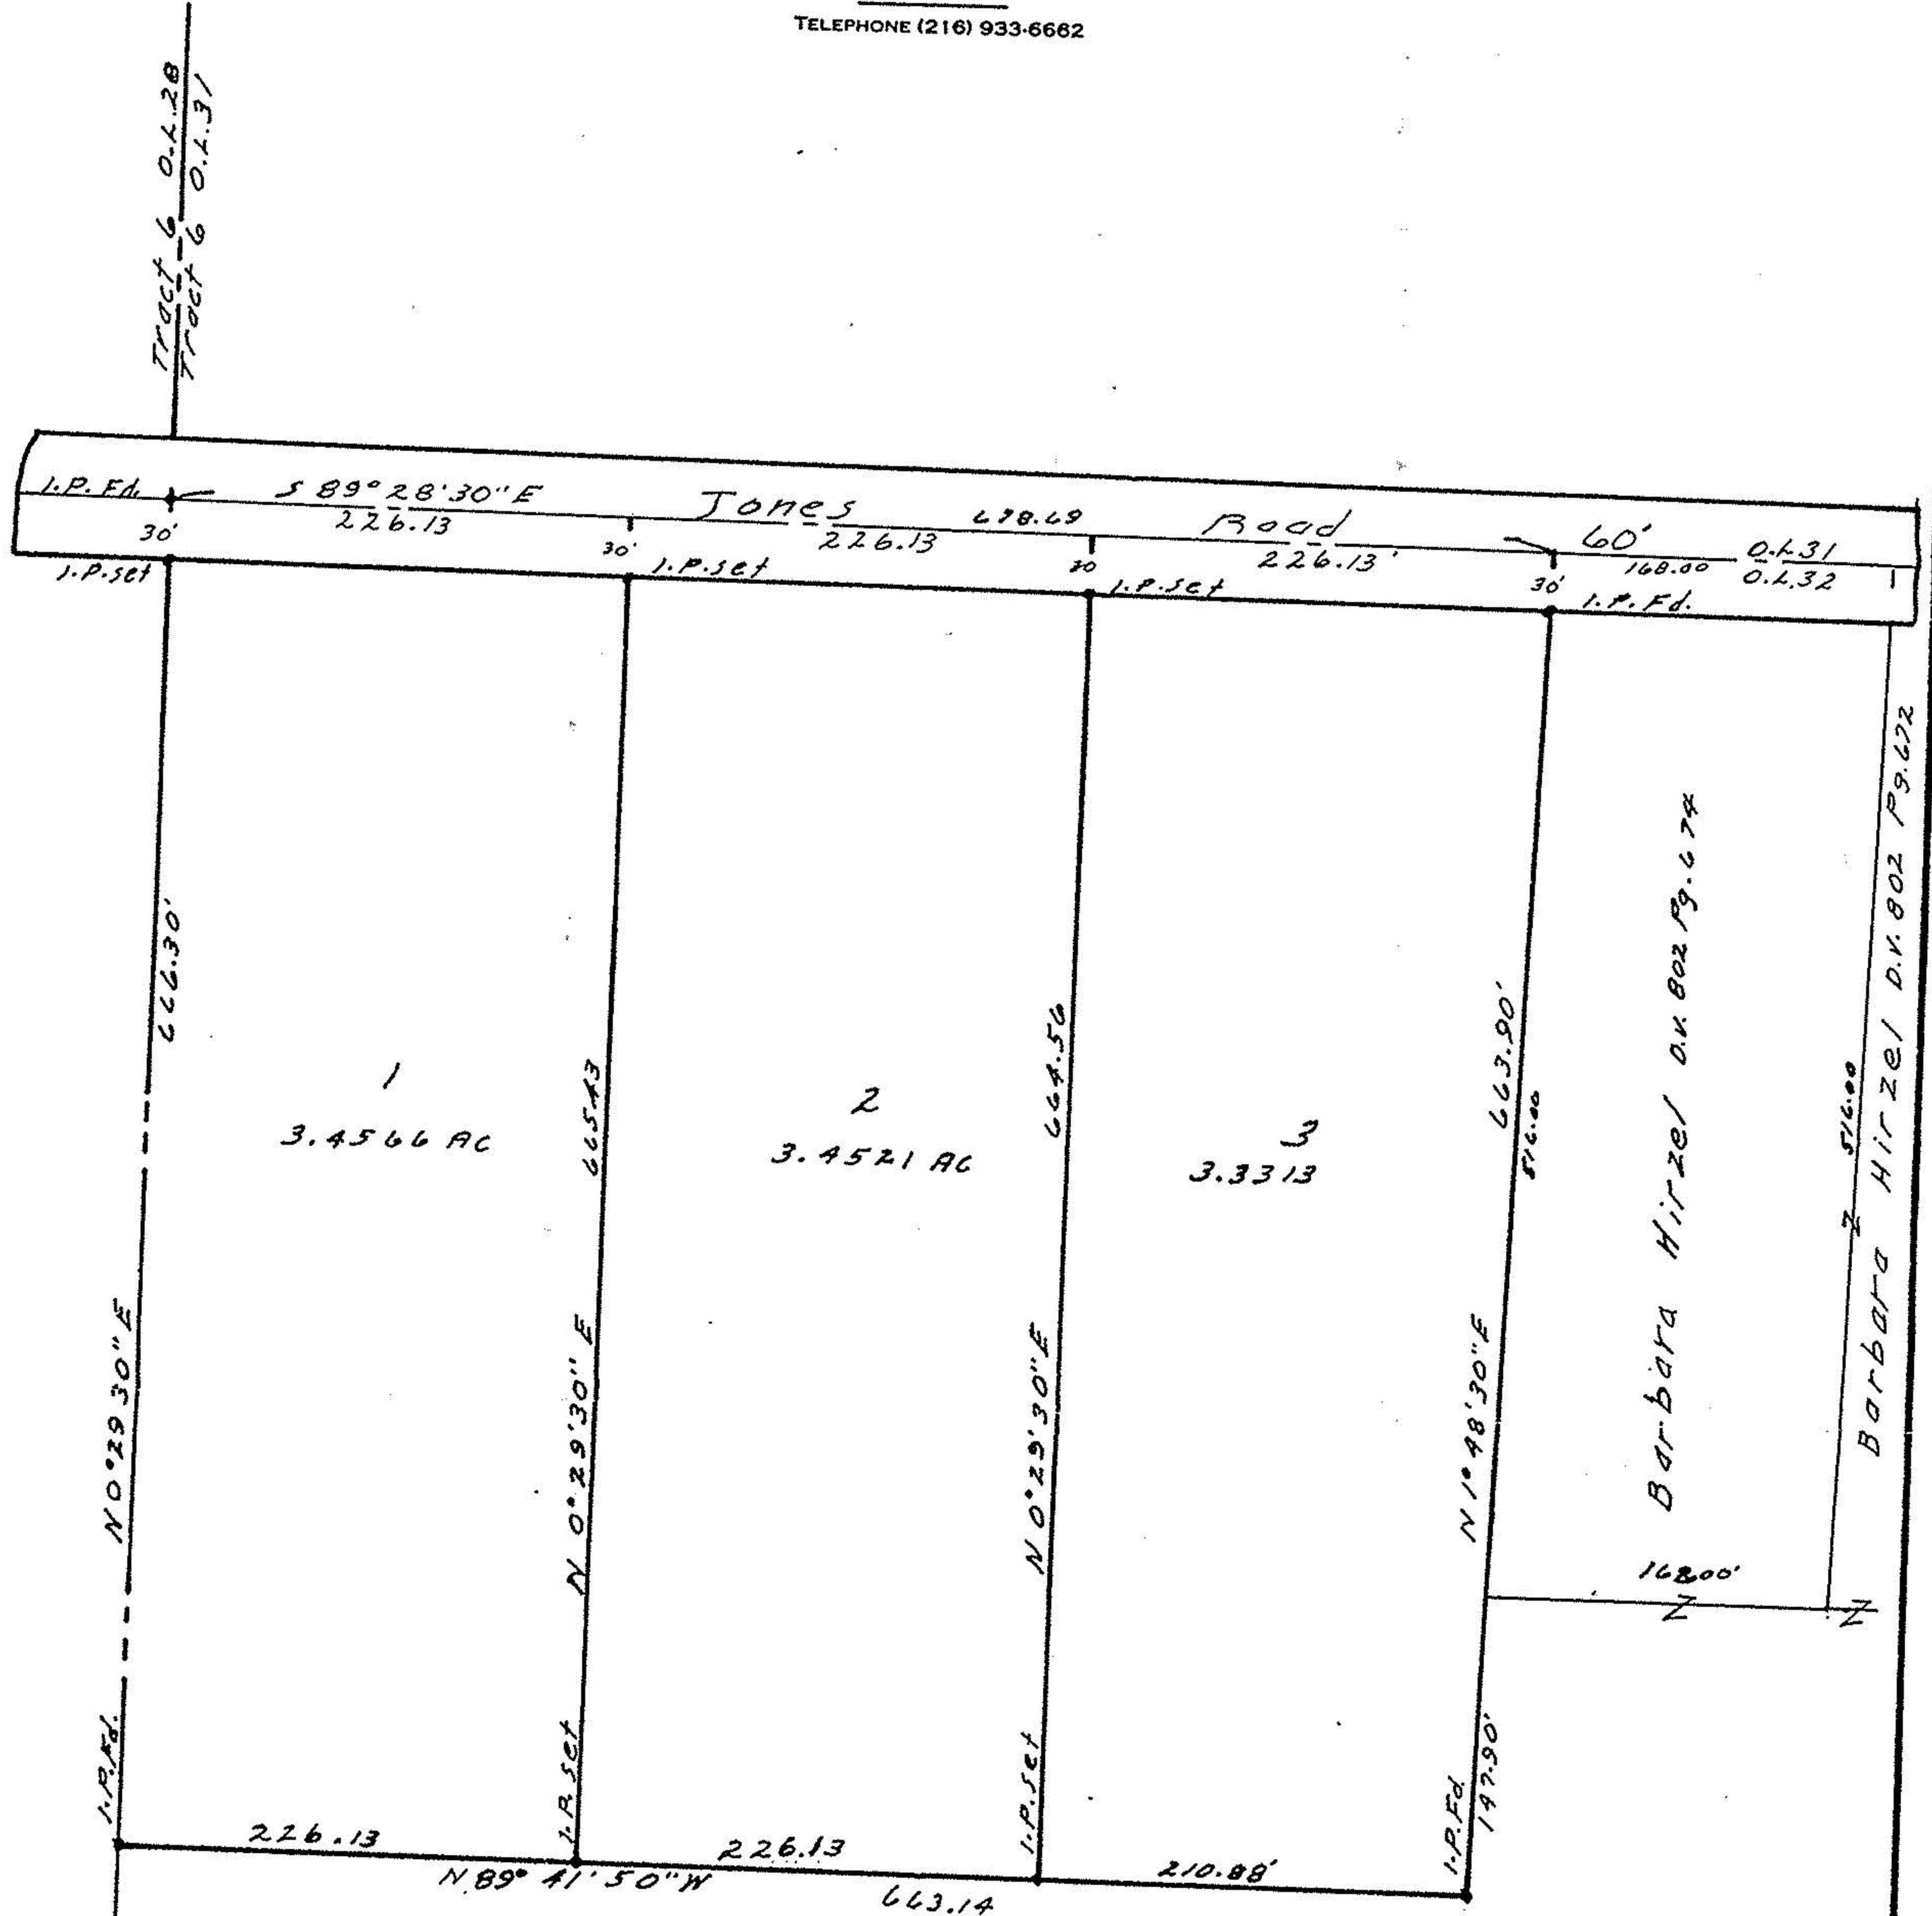 TELEPHONE (216) 933-6662
Tract 6 O.L.28
Tract 6 O.L.31
I.P. Fd.
S 89° 28' 30" E
226.13
Jones
678.69
226.13
Road
226.13'
60'
168.00
O.L.31
O.L.32
30'
30'
30
30'
I.P. set
I.P. set
I.P. set
I.P. Fd.
666.30'
N 0° 29 30" E
I.P. Fd.
1
3.4566 AC
665.43
N 0° 29' 30" E
I.P. set
2
3.4521 AC
664.56
N 0° 29' 30" E
I.P. set
3
3.3313
663.90'
516.00
N 1° 48' 30" E
I.P. Fd.
147.90'
Barbara Hirzel D.V. 802 Pg. 674
516.00
Barbara Hirzel D.V. 802 Pg. 672
168.00'
226.13
226.13
210.88'
N 89° 41' 50" W
663.14